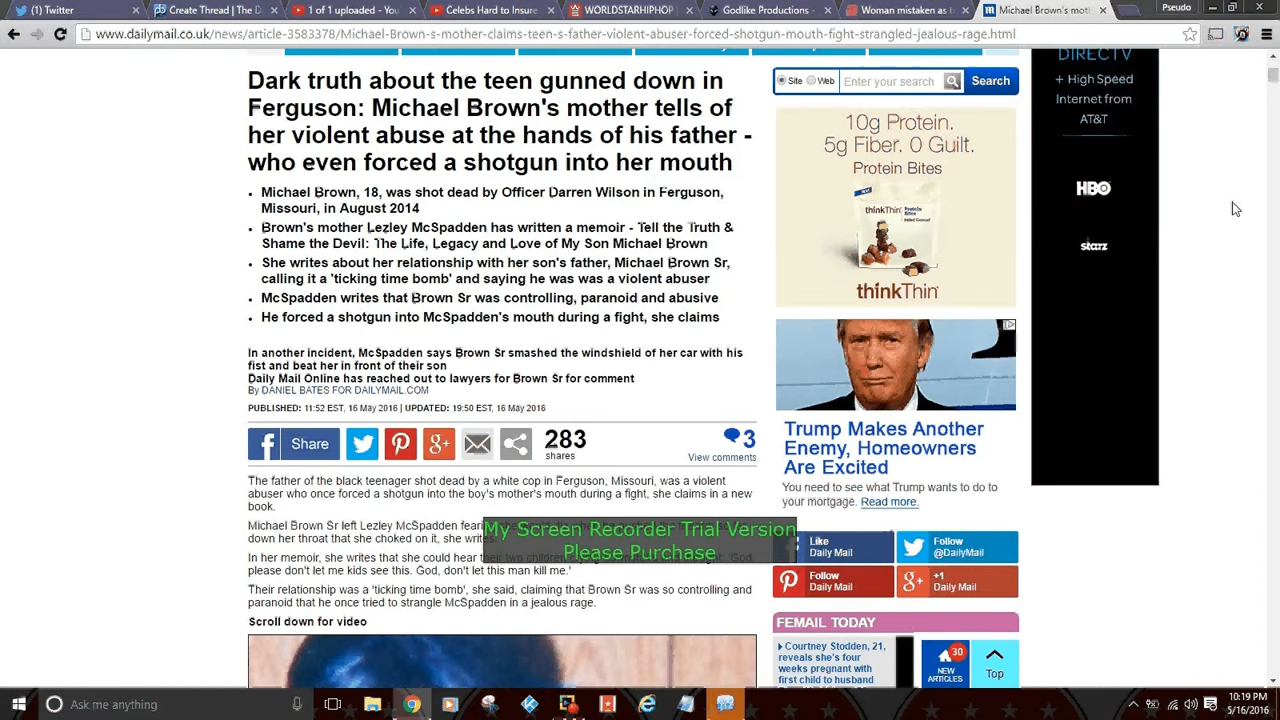 (1) Twitter
Create Thread | S
1 of 1 uploaded - You
Celebs Hard to Insure
WORLDSTARHIPHOP
Godlike Productions -
Woman mistaken by
Michael Brown's mot
Pseudo
www.dailymail.co.uk/news/article-3583378/Michael-Brown-s-mother-claims-teen-s-father-violent-abuser-forced-shotgun-mouth-fight-strangled-jealous-rage.html
Dark truth about the teen gunned down in
Ferguson: Michael Brown's mother tells of
her violent abuse at the hands of his father -
who even forced a shotgun into her mouth
Michael Brown, 18, was shot dead by Officer Darren Wilson in Ferguson,
Missouri, in August 2014
Brown's mother Lezley McSpadden has written a memoir - Tell the Truth &
Shame the Devil: The Life, Legacy and Love of My Son Michael Brown
She writes about her relationship with her son's father, Michael Brown Sr,
calling it a 'ticking time bomb' and saying he was was a violent abuser
McSpadden writes that Brown Sr was controlling, paranoid and abusive
He forced a shotgun into McSpadden's mouth during a fight, she claims
In another incident, McSpadden says Brown Sr smashed the windshield of her car with his
fist and beat her in front of their son
Daily Mail Online has reached out to lawyers for Brown Sr for comment
By DANIEL BATES FOR DAILYMAIL.COM
PUBLISHED: 11:52 EST, 16 May 2016 | UPDATED: 19:50 EST, 16 May 2016
Share
283
shares
3
View comments
The father of the black teenager shot dead by a white cop in Ferguson, Missouri, was a violent
abuser who once forced a shotgun into the boy's mother's mouth during a fight, she claims in a new
book.
Michael Brown Sr left Lezley McSpadden
down her throat that she choked on it, she writes
In her memoir, she writes that she could hear their two children
please don't let me kids see this. God, don't let this man kill me.'
Their relationship was a 'ticking time bomb', she said, claiming that Brown Sr was so controlling and
paranoid that he once tried to strangle McSpadden in a jealous rage.
Scroll down for video
My Screen Recorder Trial Version
Please Purchase
Site
Web
Enter your search
Search
10g Protein.
5g Fiber. 0 Guilt.
Protein Bites
thinkThin
thinkThin
Trump Makes Another
Enemy, Homeowners
Are Excited
You need to see what Trump wants to do to
your mortgage. Read more.
Like
Daily Mail
Follow
@DailyMail
Follow
Daily Mail
+1
Daily Mail
FEMAIL TODAY
Courtney Stodden, 21,
reveals she's four
weeks pregnant with
first child to husband
30
NEW
ARTICLES
Top
DIRECTV
+ High Speed
Internet from
AT&T
HBO
starz
Ask me anything
10:19 PM
5/16/2016